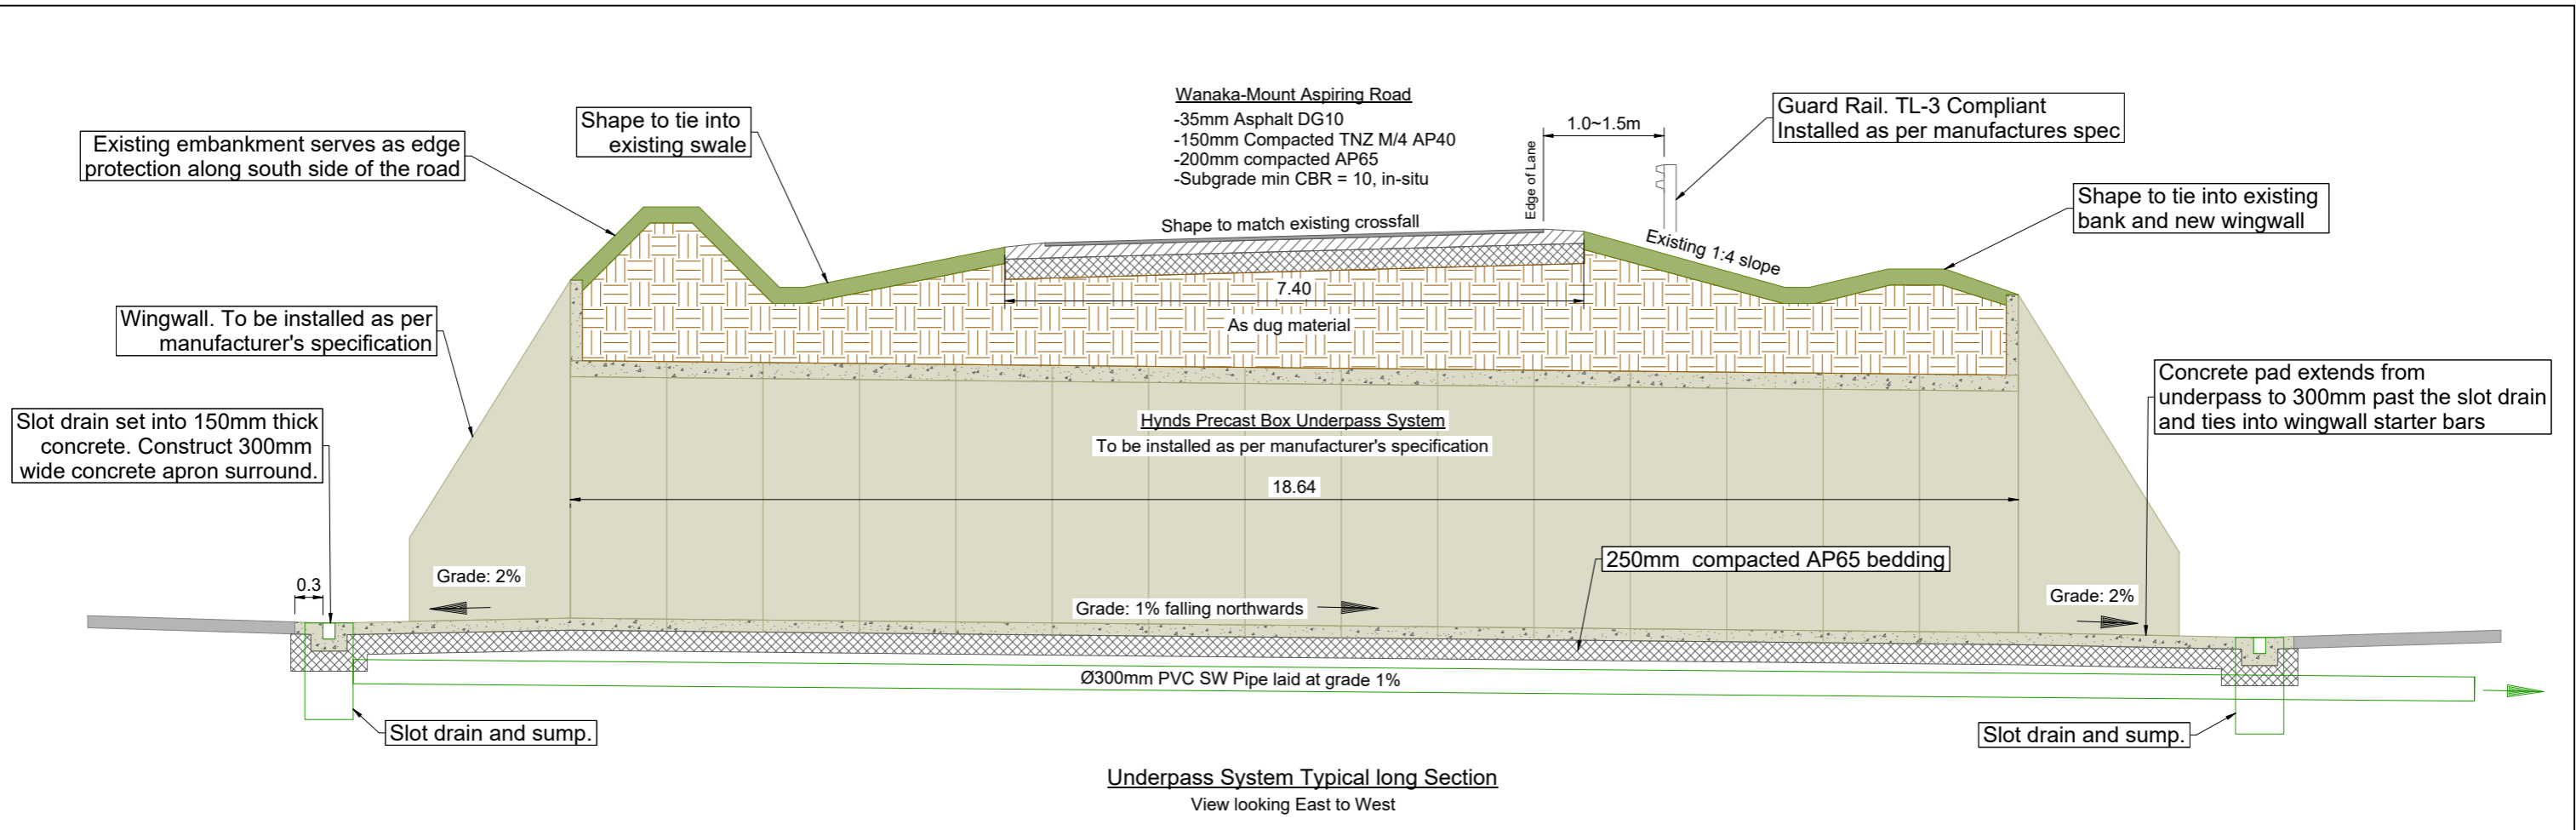 Wanaka-Mount Aspiring Road
-35mm Asphalt DG10
-150mm Compacted TNZ M/4 AP40
-200mm compacted AP65
-Subgrade min CBR = 10, in-situ
Existing embankment serves as edge
protection along south side of the road
Shape to tie into
existing swale
1.0~1.5m
Edge of Lane
Guard Rail. TL-3 Compliant
Installed as per manufactures spec
Shape to tie into existing
bank and new wingwall
Shape to match existing crossfall
Existing 1:4 slope
7.40
As dug material
Wingwall. To be installed as per
manufacturer's specification
Slot drain set into 150mm thick
concrete. Construct 300mm
wide concrete apron surround.
Concrete pad extends from
underpass to 300mm past the slot drain
and ties into wingwall starter bars
Hynds Precast Box Underpass System
To be installed as per manufacturer's specification
18.64
250mm compacted AP65 bedding
0.3
Grade: 2%
Grade: 1% falling northwards
Grade: 2%
Ø300mm PVC SW Pipe laid at grade 1%
Slot drain and sump.
Slot drain and sump.
Underpass System Typical long Section
View looking East to West